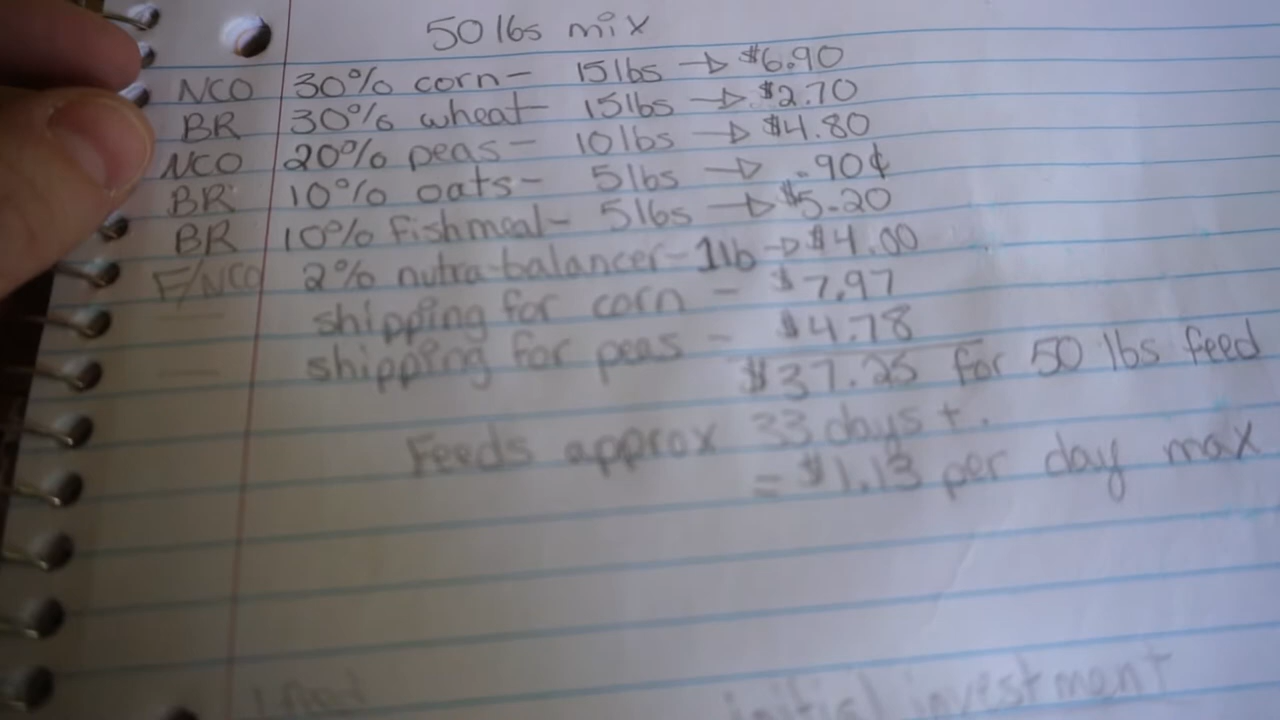 50 lbs mix
NCO 30% corn- 15lbs → $6.90
BR 30% wheat- 15lbs → $2.70
NCO 20% peas- 10lbs → $4.80
BR 10% oats- 5lbs → .90¢
BR 10% fishmeal- 5lbs → $5.20
F/NCO 2% nutra-balancer- 1lb → $4.00
shipping for corn - $7.97
shipping for peas - $4.78
$37.25 for 50 lbs feed
Feeds approx 33 days +.
= $1.13 per day max
initial investment